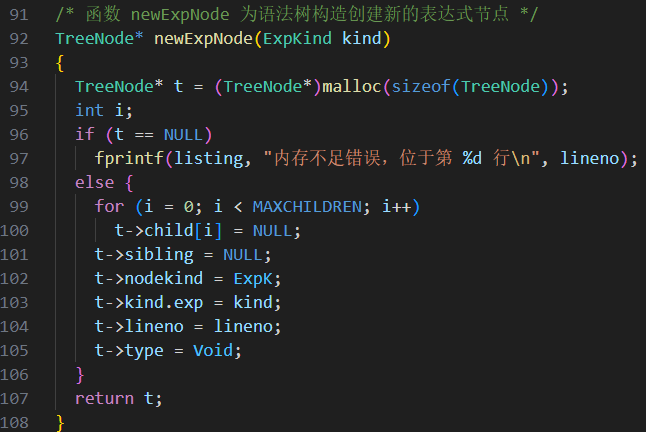 91 /* 函数 newExpNode 为语法树构造创建新的表达式节点 */
92 TreeNode* newExpNode(ExpKind kind)
93 {
94   TreeNode* t = (TreeNode*)malloc(sizeof(TreeNode));
95   int i;
96   if (t == NULL)
97     fprintf(listing, "内存不足错误，位于第 %d 行\n", lineno);
98   else {
99     for (i = 0; i < MAXCHILDREN; i++)
100       t->child[i] = NULL;
101     t->sibling = NULL;
102     t->nodekind = ExpK;
103     t->kind.exp = kind;
104     t->lineno = lineno;
105     t->type = Void;
106   }
107   return t;
108 }